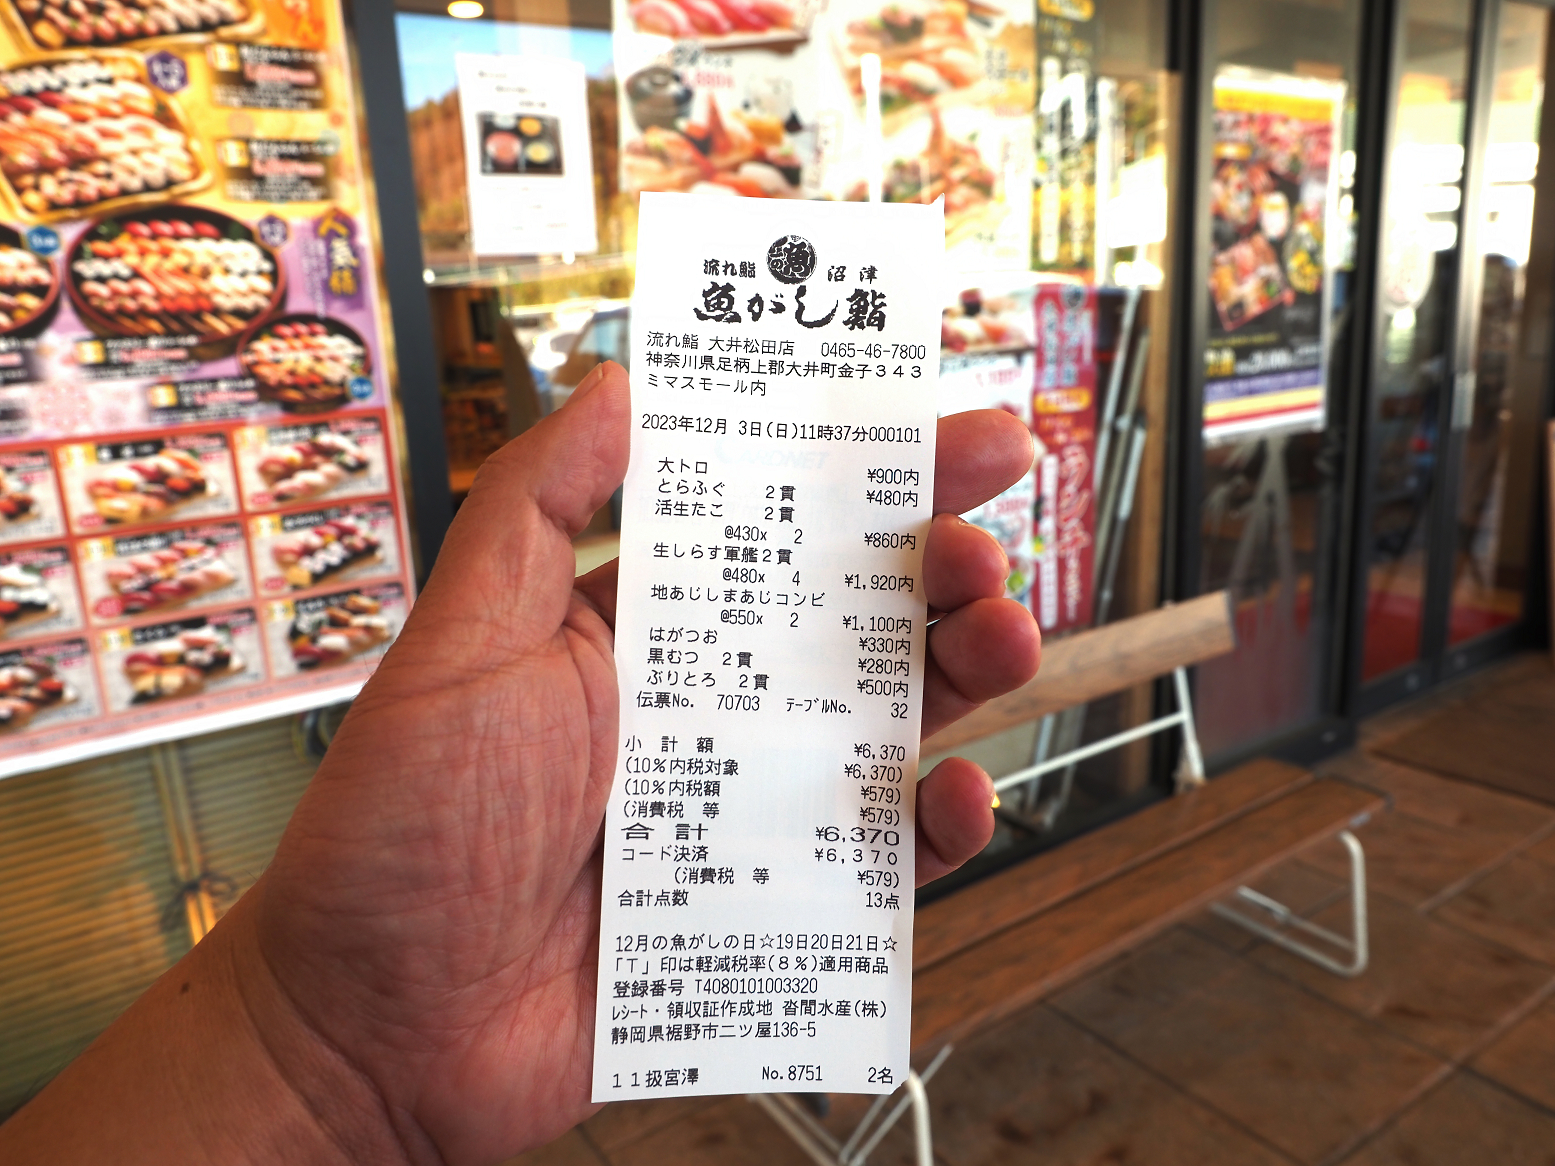 流れ鮨 沼津
魚がし鮨
流れ鮨 大井松田店 0465-46-7800
神奈川県足柄上郡大井町金子３４３
ミマスモール内
2023年12月 3日(日)11時37分000101
大トロ ¥900内
とらふぐ ２貫 ¥480内
活生たこ ２貫
@430x 2 ¥860内
生しらす軍艦２貫
@480x 4 ¥1,920内
地あじしまあじコンビ
@550x 2 ¥1,100内
はがつお ¥330内
黒むつ ２貫 ¥280内
ぶりとろ ２貫 ¥500内
伝票No. 70703 ﾃｰﾌﾞﾙNo. 32
小 計 額 ¥6,370
(10%内税対象 ¥6,370)
(10%内税額 ¥579)
(消費税 等 ¥579)
合 計 ¥6,370
コード決済 ¥６,３７０
(消費税 等 ¥579)
合計点数 13点
12月の魚がしの日☆19日20日21日☆
「Ｔ」印は軽減税率(８％)適用商品
登録番号 T4080101003320
ﾚｼｰﾄ・領収証作成地 沓間水産(株)
静岡県裾野市二ツ屋136-5
１１扱宮澤 No.8751 2名
人気桶